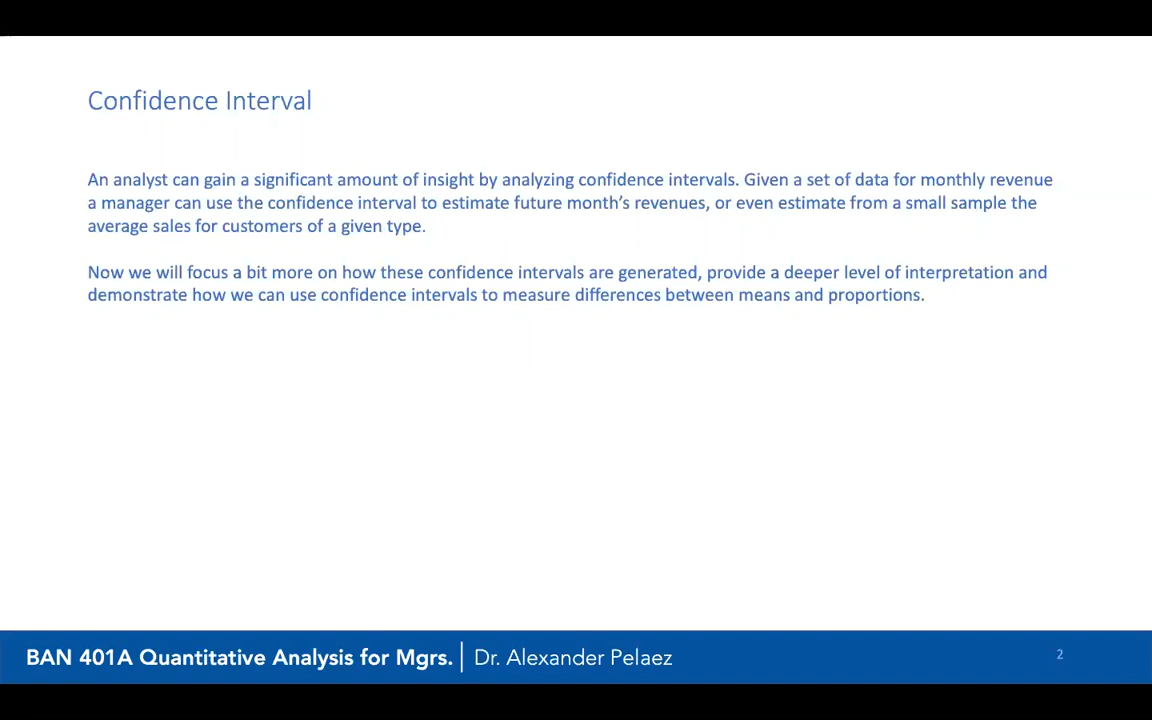 Confidence Interval
An analyst can gain a significant amount of insight by analyzing confidence intervals. Given a set of data for monthly revenue
a manager can use the confidence interval to estimate future month’s revenues, or even estimate from a small sample the
average sales for customers of a given type.
Now we will focus a bit more on how these confidence intervals are generated, provide a deeper level of interpretation and
demonstrate how we can use confidence intervals to measure differences between means and proportions.
BAN 401A Quantitative Analysis for Mgrs. | Dr. Alexander Pelaez
2